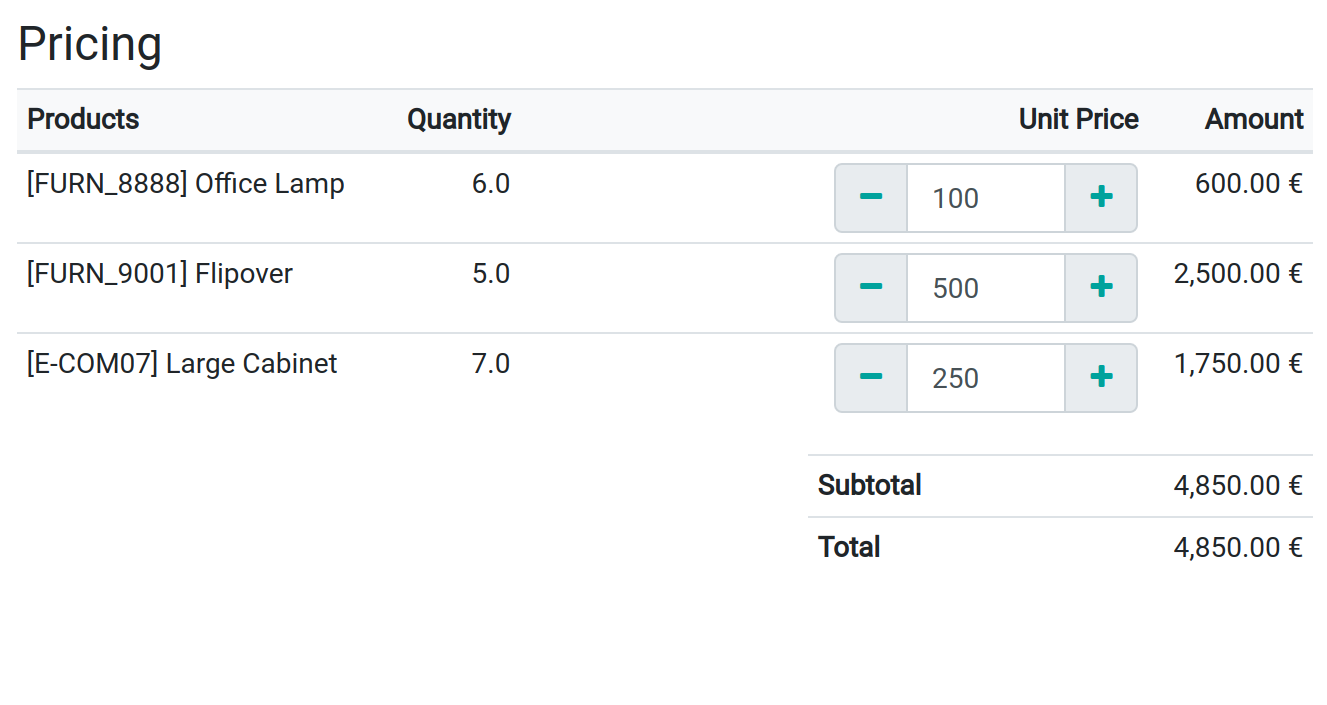 Pricing
Products Quantity Unit Price Amount
[FURN_8888] Office Lamp 6.0 − 100 + 600.00 €
[FURN_9001] Flipover 5.0 − 500 + 2,500.00 €
[E-COM07] Large Cabinet 7.0 − 250 + 1,750.00 €
Subtotal 4,850.00 €
Total 4,850.00 €